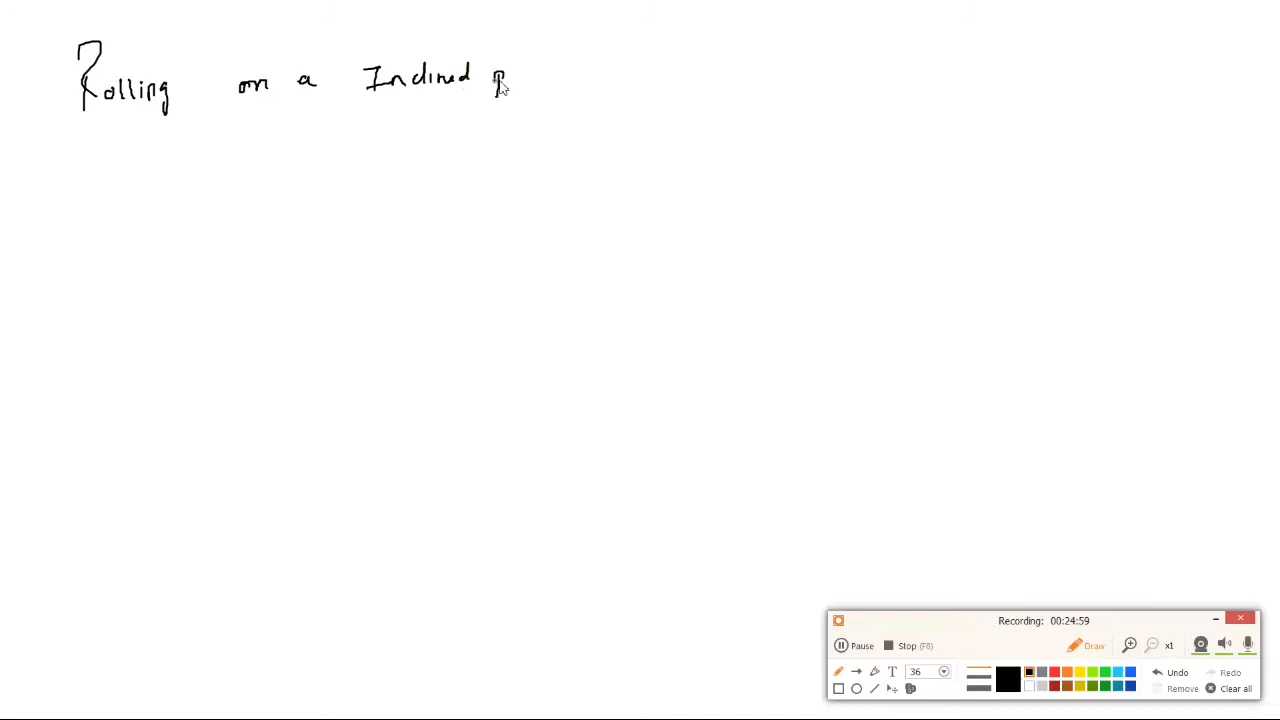 Rolling on a Inclined P
Recording: 00:24:59
Pause Stop (F8) Draw x1
T 36 Undo Redo
Remove Clear all